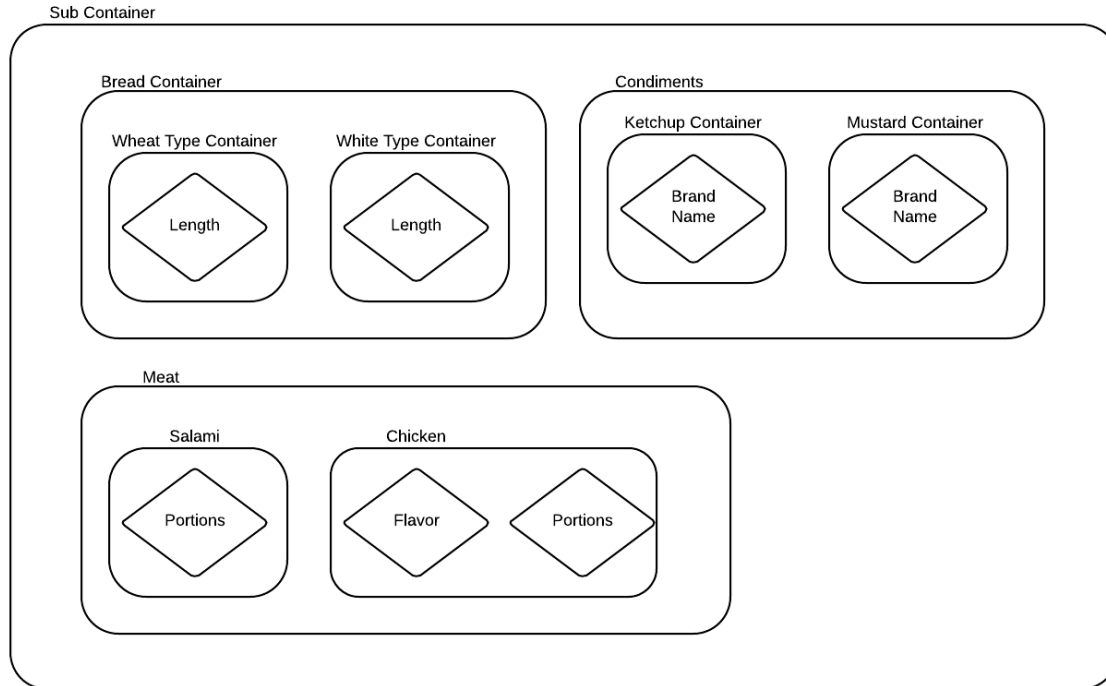 Sub Container
Bread Container
Wheat Type Container
White Type Container
Length
Length
Condiments
Ketchup Container
Mustard Container
Brand
Name
Brand
Name
Meat
Salami
Chicken
Portions
Flavor
Portions